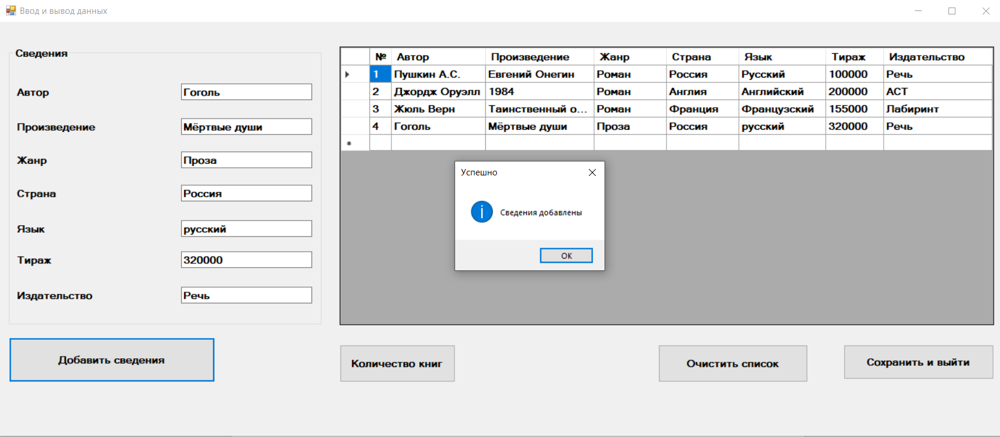 Ввод и вывод данных
Сведения
Автор Гоголь
Произведение Мёртвые души
Жанр Проза
Страна Россия
Язык русский
Тираж 320000
Издательство Речь
Добавить сведения
№ Автор Произведение Жанр Страна Язык Тираж Издательство
1 Пушкин А.С. Евгений Онегин Роман Россия Русский 100000 Речь
2 Джордж Оруэлл 1984 Роман Англия Английский 200000 АСТ
3 Жюль Верн Таинственный о... Роман Франция Французский 155000 Лабиринт
4 Гоголь Мёртвые души Проза Россия русский 320000 Речь
Успешно
Сведения добавлены
ОК
Количество книг
Очистить список
Сохранить и выйти